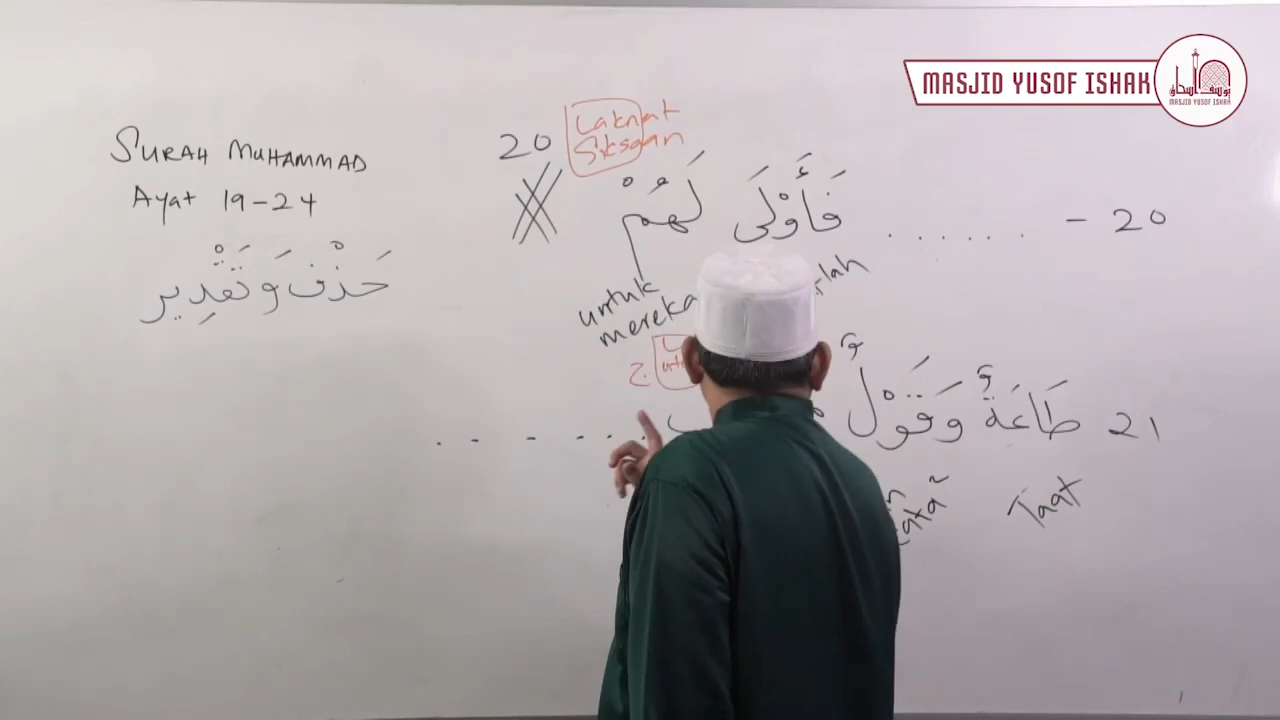 MASJID YUSOF ISHAK
MASJID YUSOF ISHAK
SURAH MUHAMMAD
Ayat 19-24
حَذْف وَ تَقْدِير
20
Laknat
Siksaan
فَأَوْلَى لَهُمْ ...... - 20
untuk
mereka
طَاعَةٌ وَقَوْلٌ 21
ج
Taat